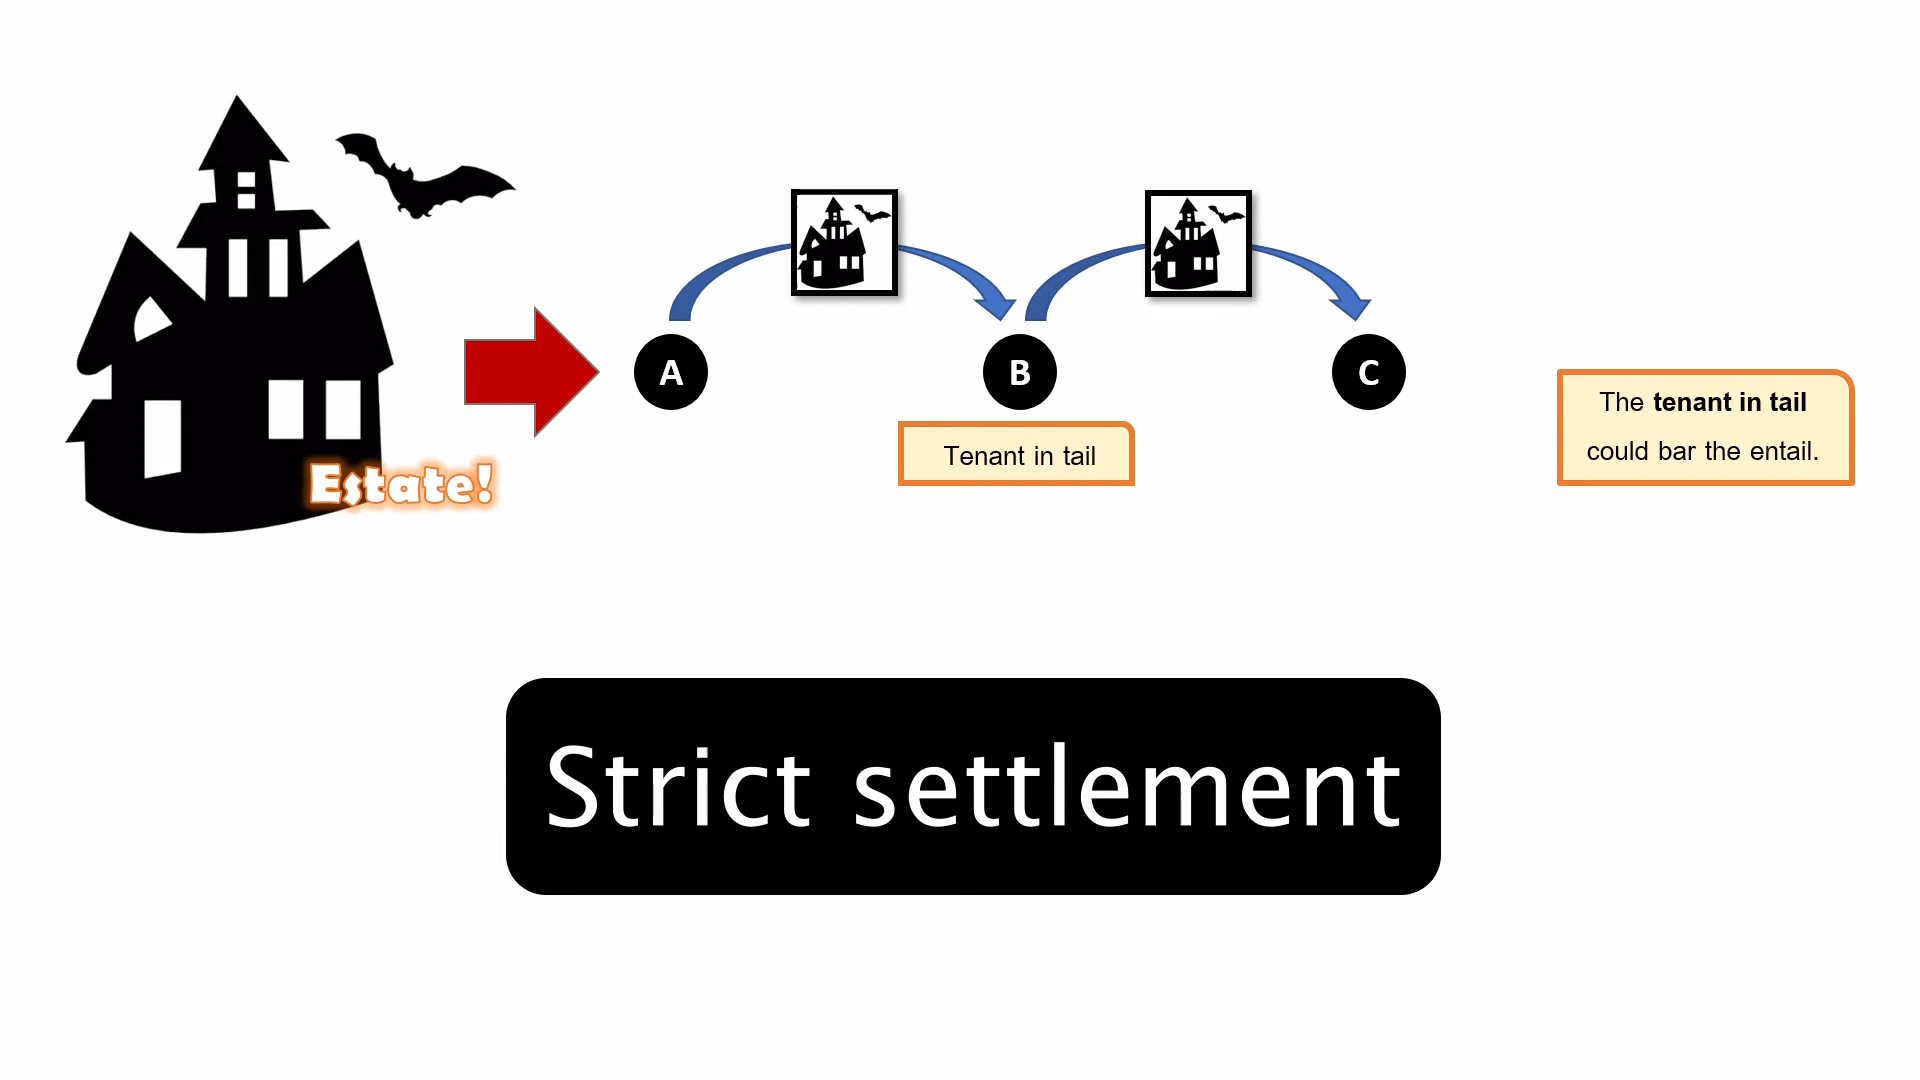 Estate!
A
B
C
Tenant in tail
The tenant in tail
could bar the entail.
Strict settlement